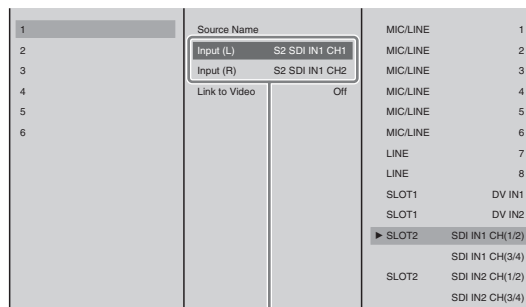 1
2
3
4
5
6
Source Name
Input (L) S2 SDI IN1 CH1
Input (R) S2 SDI IN1 CH2
Link to Video Off
MIC/LINE 1
MIC/LINE 2
MIC/LINE 3
MIC/LINE 4
MIC/LINE 5
MIC/LINE 6
LINE 7
LINE 8
SLOT1 DV IN1
SLOT1 DV IN2
► SLOT2 SDI IN1 CH(1/2)
SDI IN1 CH(3/4)
SLOT2 SDI IN2 CH(1/2)
SDI IN2 CH(3/4)